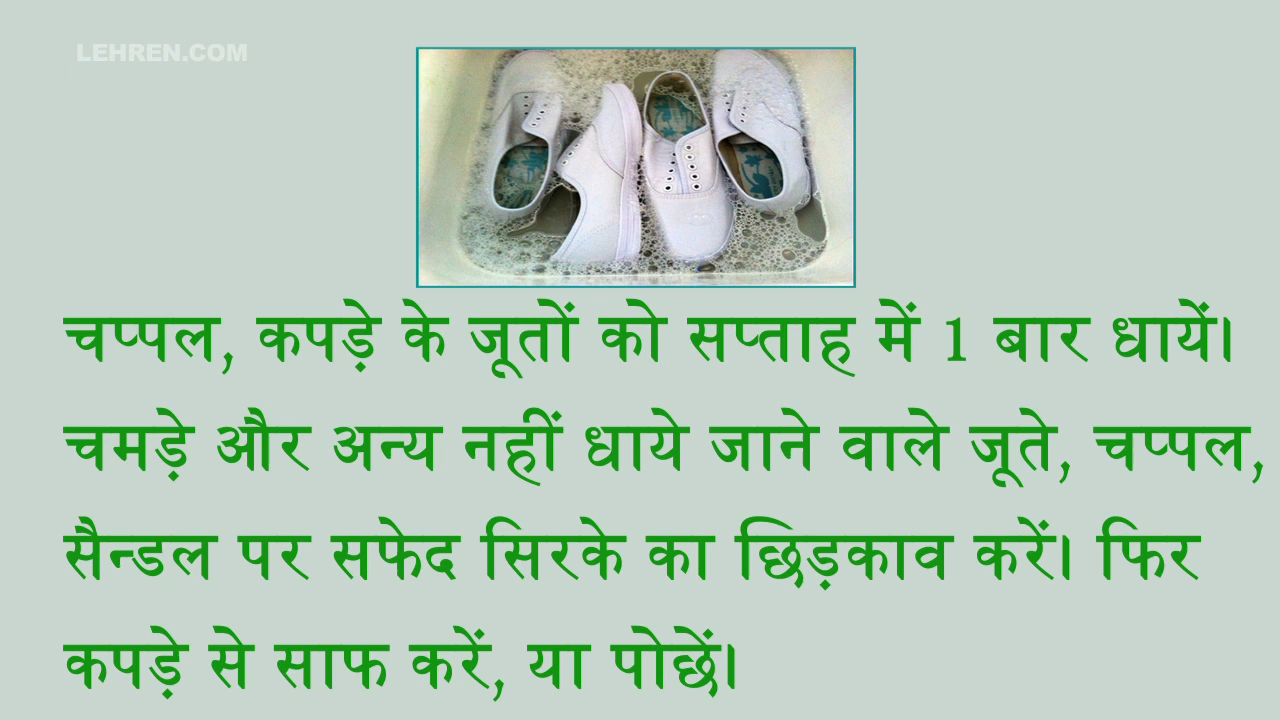 LEHREN.COM
चप्पल, कपड़े के जूतों को सप्ताह में 1 बार धायें।
चमड़े और अन्य नहीं धाये जाने वाले जूते, चप्पल,
सैन्डल पर सफेद सिरके का छिड़काव करें। फिर
कपड़े से साफ करें, या पोछें।